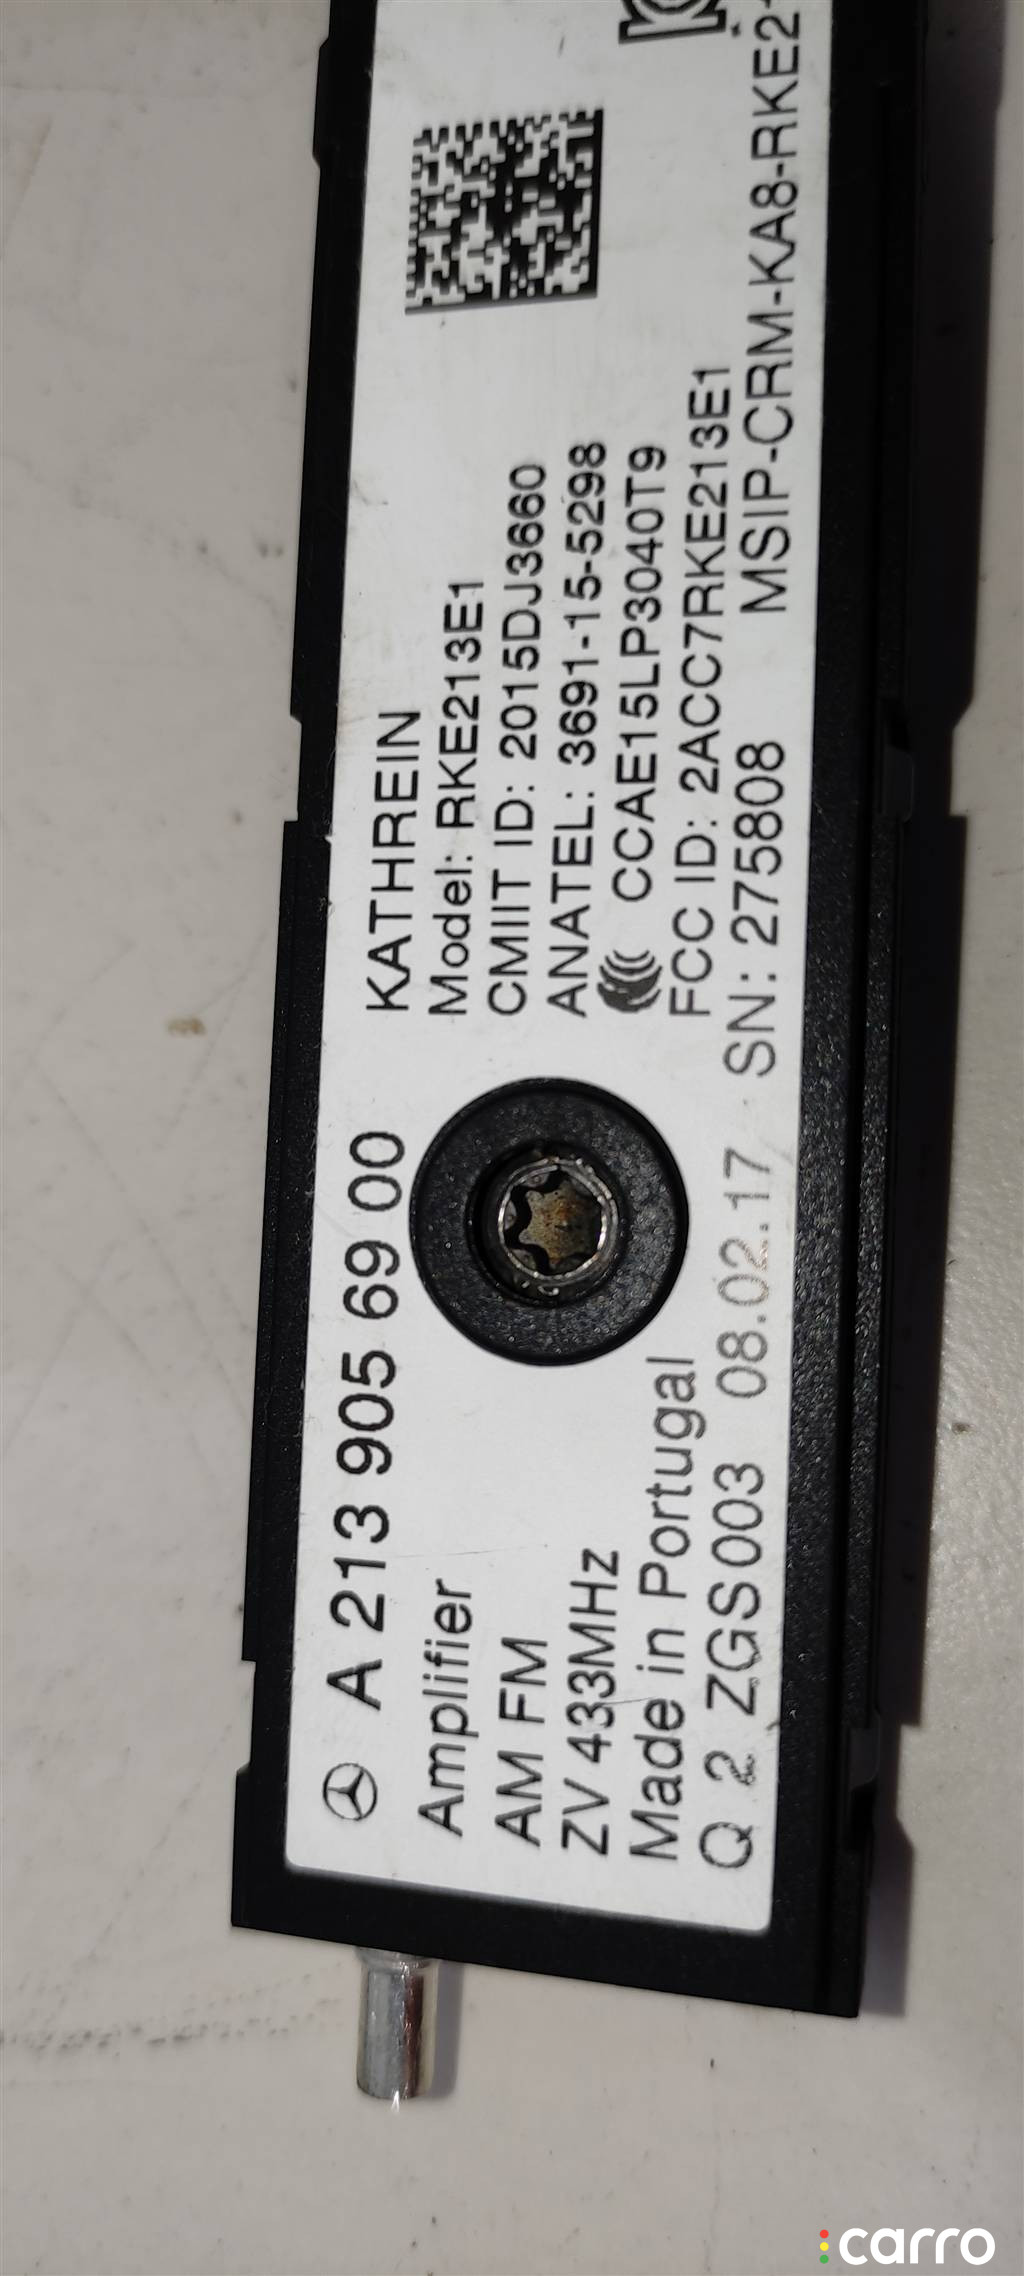 A 213 905 69 00
Amplifier
AM FM
ZV 433MHz
Made in Portugal
Q 2 ZGS003 08.02.17 SN: 275808
KATHREIN
Model: RKE213E1
CMIIT ID: 2015DJ3660
ANATEL: 3691-15-5298
CCAE15LP3040T9
FCC ID: 2ACC7RKE213E1
MSIP-CRM-KA8-RKE21
carro